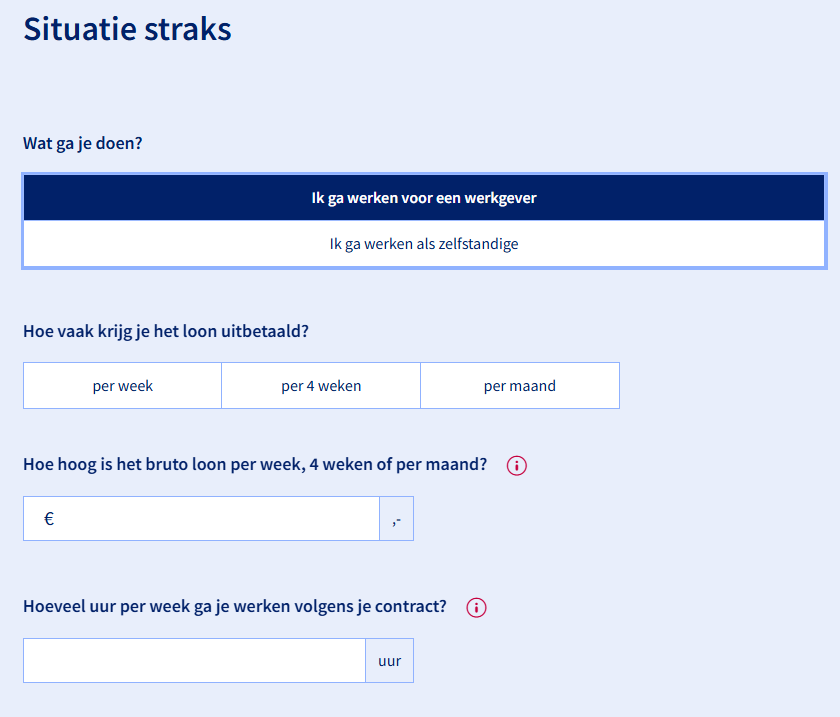 Situatie straks
Wat ga je doen?
Ik ga werken voor een werkgever
Ik ga werken als zelfstandige
Hoe vaak krijg je het loon uitbetaald?
per week
per 4 weken
per maand
Hoe hoog is het bruto loon per week, 4 weken of per maand?
€
,-
Hoeveel uur per week ga je werken volgens je contract?
uur